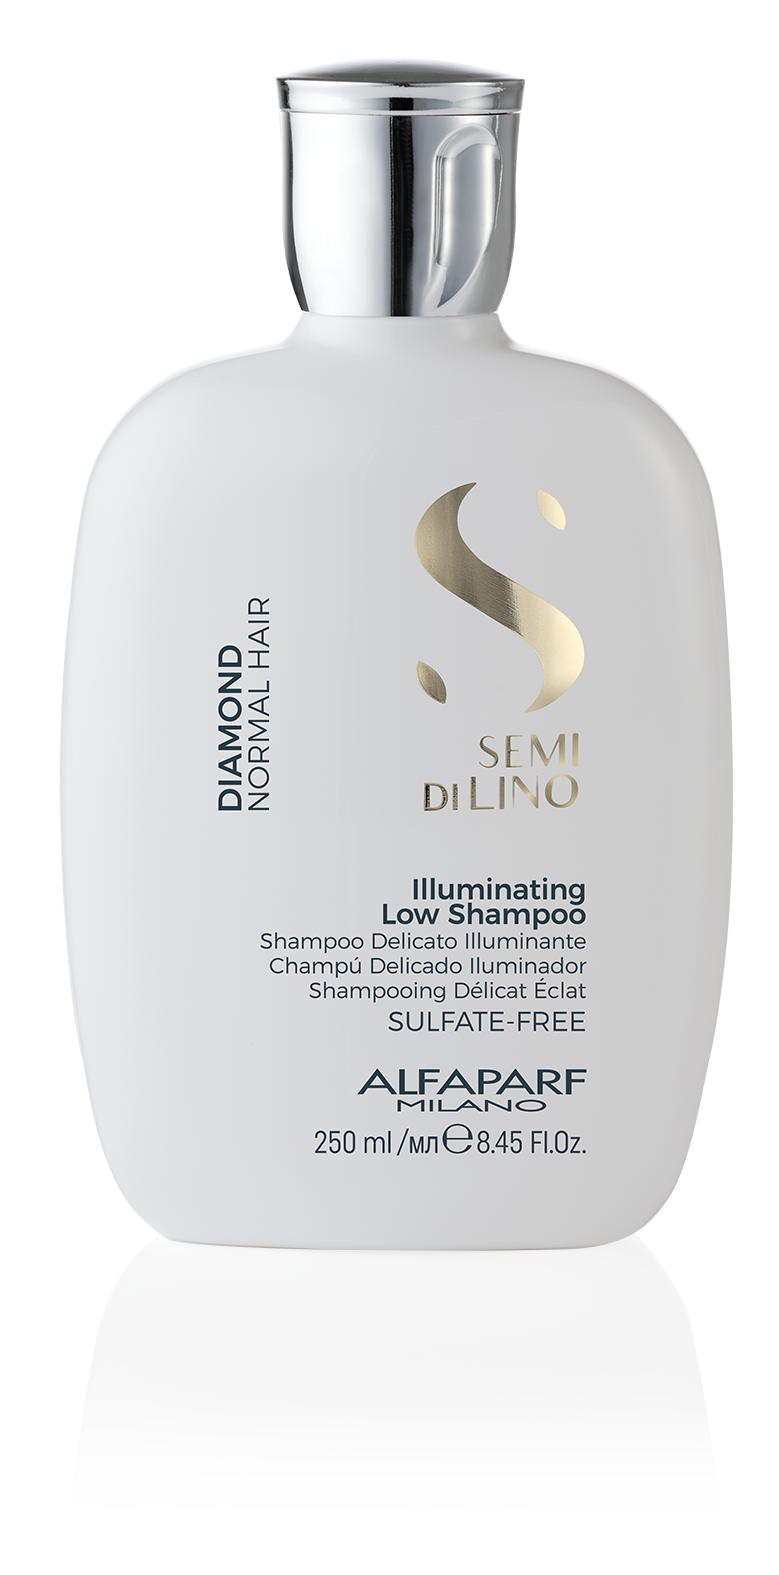 DIAMOND
NORMAL HAIR
SEMI
DI LINO
Illuminating
Low Shampoo
Shampoo Delicato Illuminante
Champú Delicado Iluminador
Shampooing Délicat Éclat
SULFATE-FREE
ALFAPARF
MILANO
250 ml/мл℮8.45 Fl.Oz.